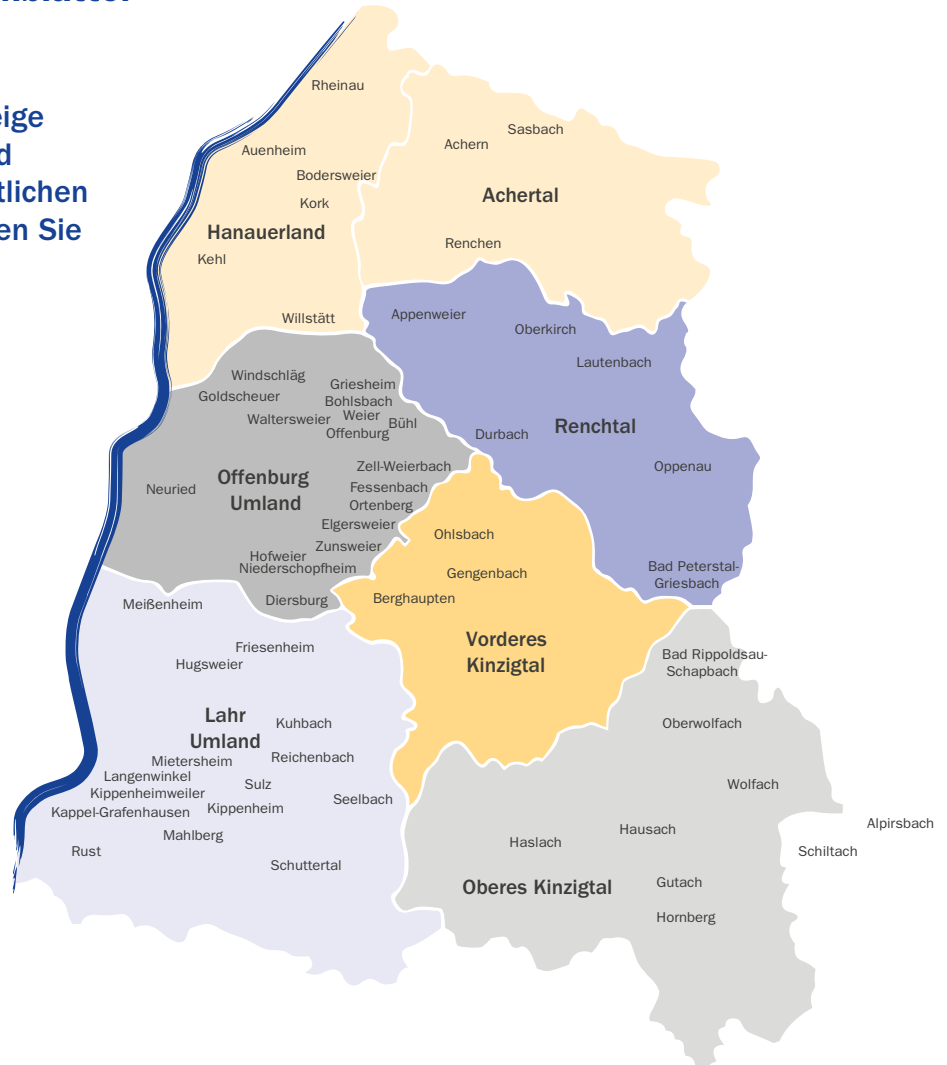 eige
tlichen
en Sie
Rheinau
Auenheim
Bodersweier
Kork
Hanauerland
Kehl
Willstätt
Sasbach
Achern
Achertal
Renchen
Appenweier
Oberkirch
Lautenbach
Durbach
Renchtal
Oppenau
Bad Peterstal-
Griesbach
Windschläg
Goldscheuer
Griesheim
Bohlsbach
Waltersweier
Weier
Bühl
Offenburg
Zell-Weierbach
Neuried
Offenburg
Umland
Fessenbach
Ortenberg
Elgersweier
Zunsweier
Hofweier
Niederschopfheim
Diersburg
Ohlsbach
Gengenbach
Berghaupten
Vorderes
Kinzigtal
Meißenheim
Friesenheim
Hugsweier
Lahr
Umland
Kuhbach
Mietersheim
Reichenbach
Langenwinkel
Sulz
Kippenheimweiler
Seelbach
Kappel-Grafenhausen
Kippenheim
Mahlberg
Rust
Schuttertal
Bad Rippoldsau-
Schapbach
Oberwolfach
Wolfach
Alpirsbach
Hausach
Haslach
Schiltach
Oberes Kinzigtal
Gutach
Hornberg